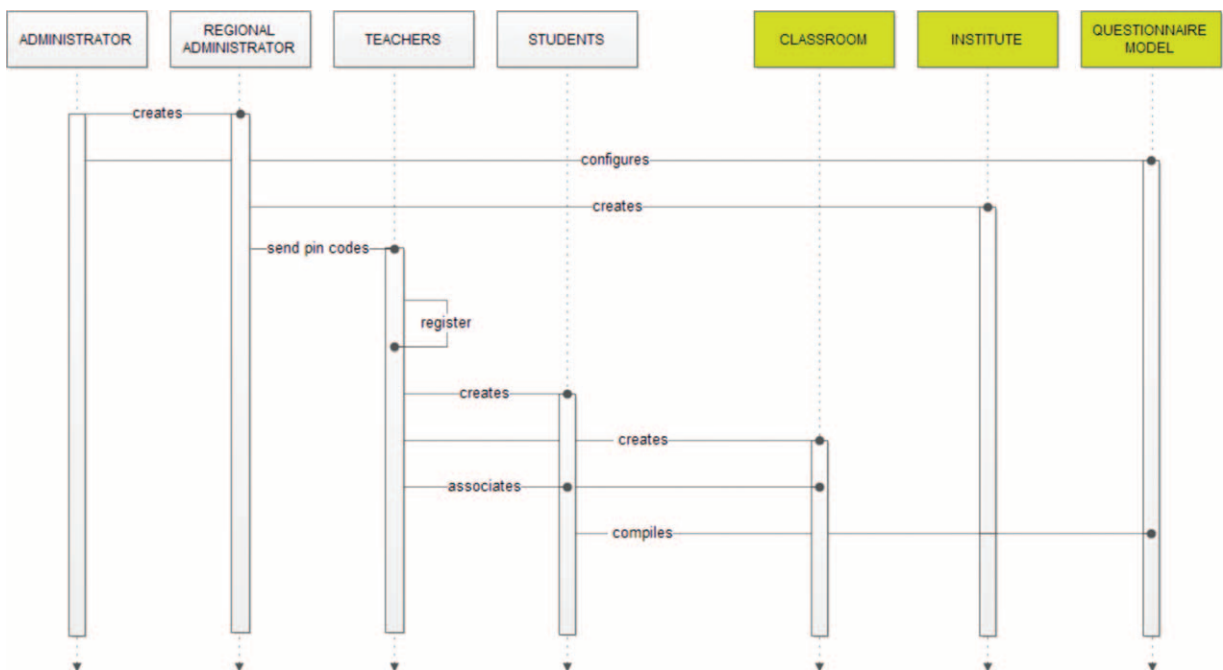 ADMINISTRATOR
REGIONAL
ADMINISTRATOR
TEACHERS
STUDENTS
CLASSROOM
INSTITUTE
QUESTIONNAIRE
MODEL
creates
configures
creates
send pin codes
register
creates
creates
associates
compiles